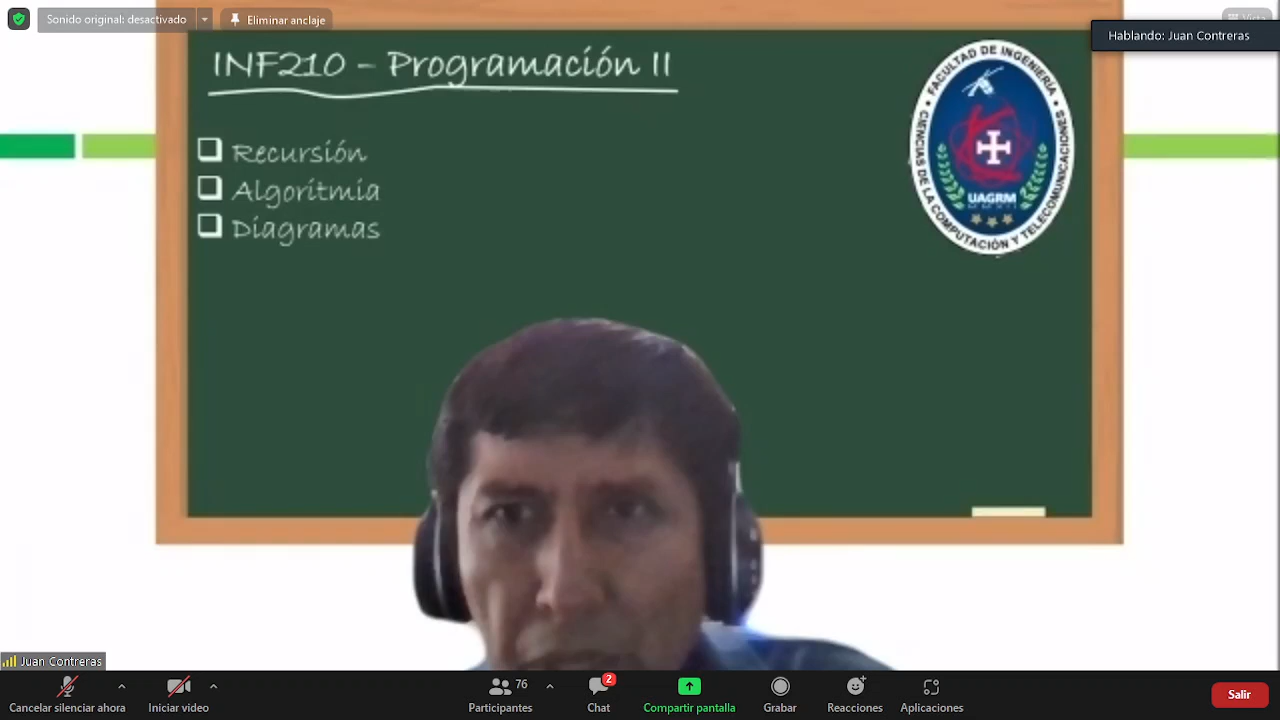 Sonido original: desactivado
Eliminar anclaje
Hablando: Juan Contreras
INF210 - Programación II
Recursión
Algoritmia
Diagramas
FACULTAD DE INGENIERÍA
CIENCIAS DE LA COMPUTACIÓN Y TELECOMUNICACIONES
UAGRM
Juan Contreras
Cancelar silenciar ahora
Iniciar video
76
Participantes
2
Chat
Compartir pantalla
Grabar
Reacciones
Aplicaciones
Salir